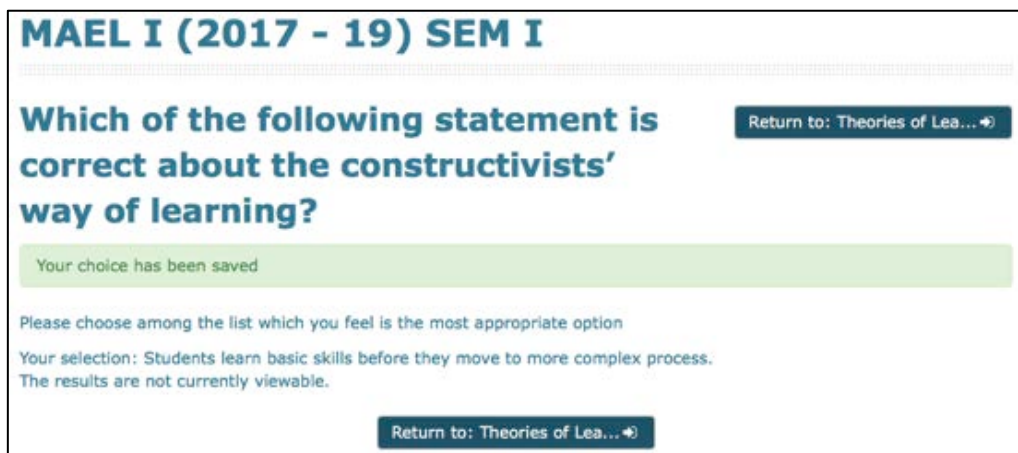 MAEL I (2017 - 19) SEM I
Which of the following statement is
correct about the constructivists’
way of learning?
Return to: Theories of Lea...
Your choice has been saved
Please choose among the list which you feel is the most appropriate option
Your selection: Students learn basic skills before they move to more complex process.
The results are not currently viewable.
Return to: Theories of Lea...